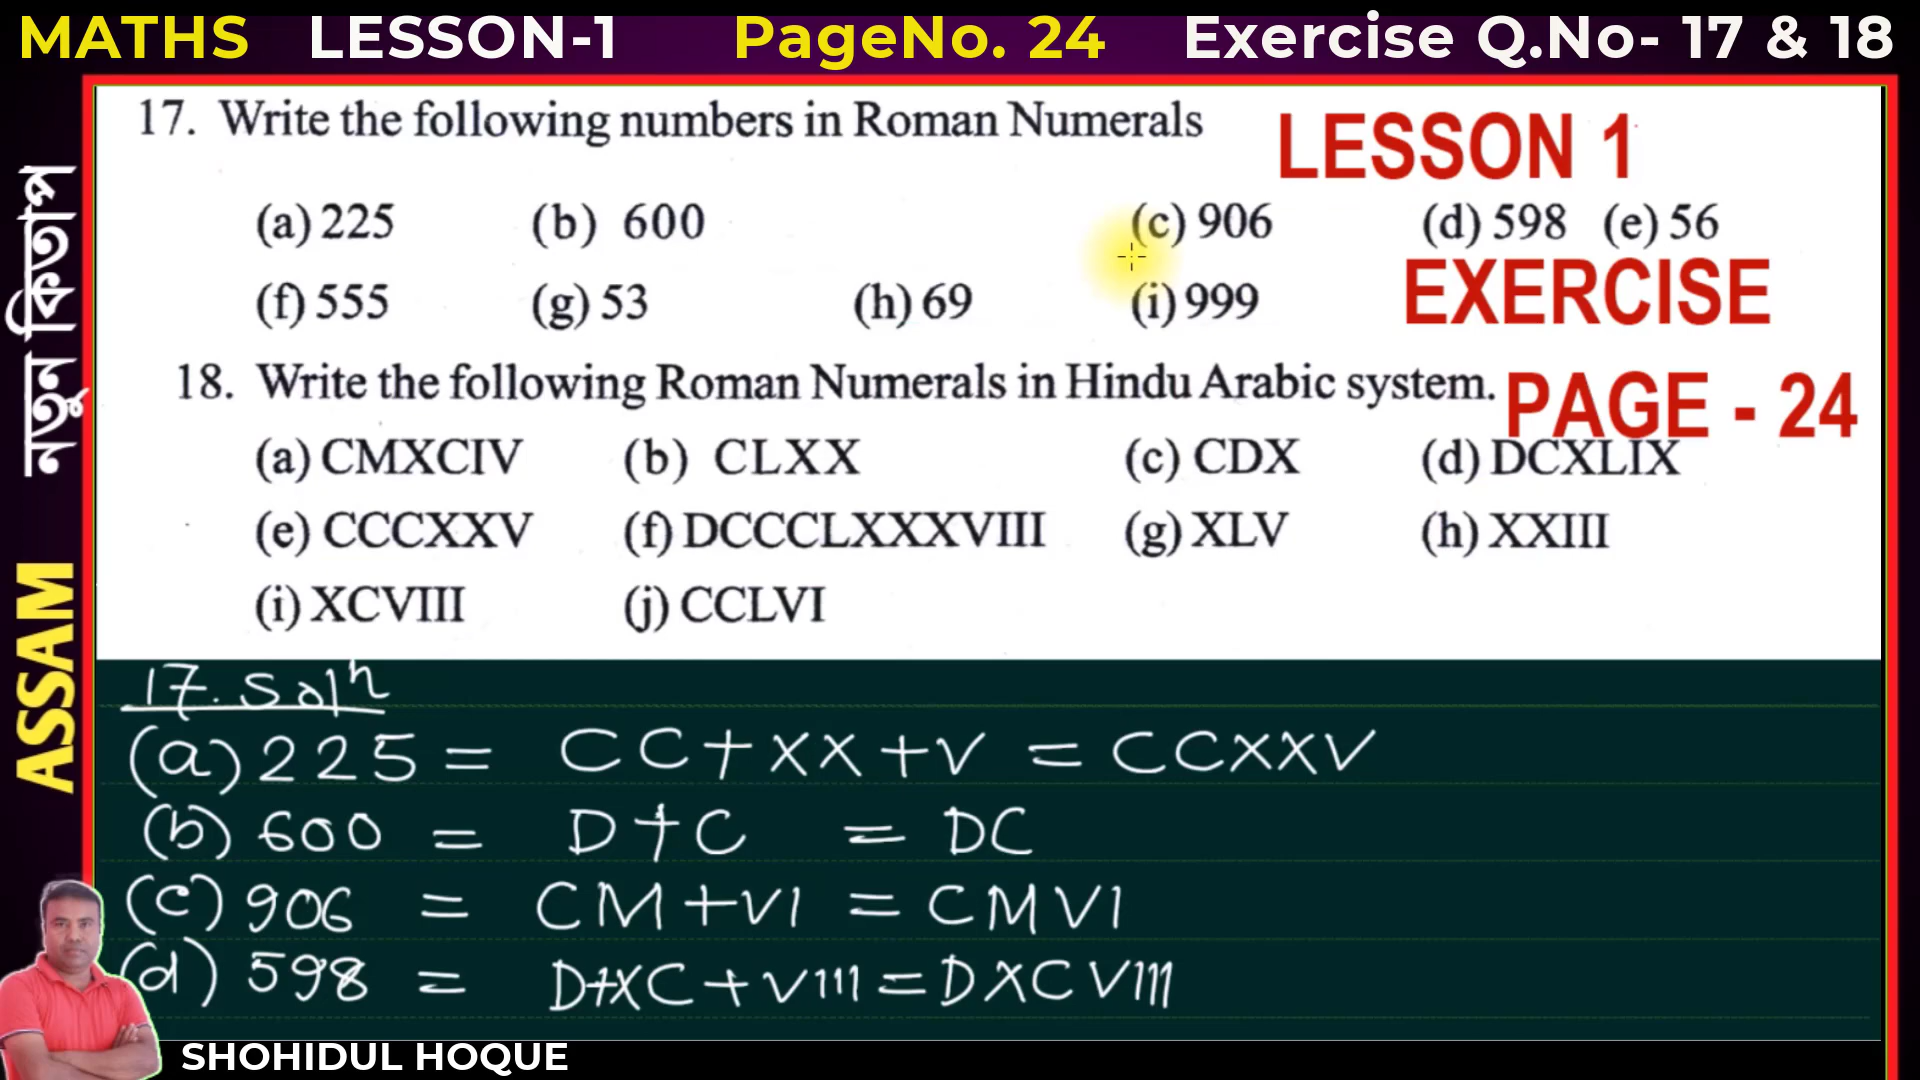 MATHS LESSON-1 PageNo. 24 Exercise Q.No- 17 & 18
ASSAM নতুন কিতাপ
17. Write the following numbers in Roman Numerals
LESSON 1
(a) 225 (b) 600 (c) 906 (d) 598 (e) 56
EXERCISE
(f) 555 (g) 53 (h) 69 (i) 999
18. Write the following Roman Numerals in Hindu Arabic system.
PAGE - 24
(a) CMXCIV (b) CLXX (c) CDX (d) DCXLIX
(e) CCCXXV (f) DCCCLXXXVIII (g) XLV (h) XXIII
(i) XCVIII (j) CCLVI
17. Solⁿ
(a) 225 = CC+XX+V = CCXXV
(b) 600 = D+C = DC
(c) 906 = CM+VI = CMVI
(d) 598 = D+XC+VIII = DXCVIII
SHOHIDUL HOQUE